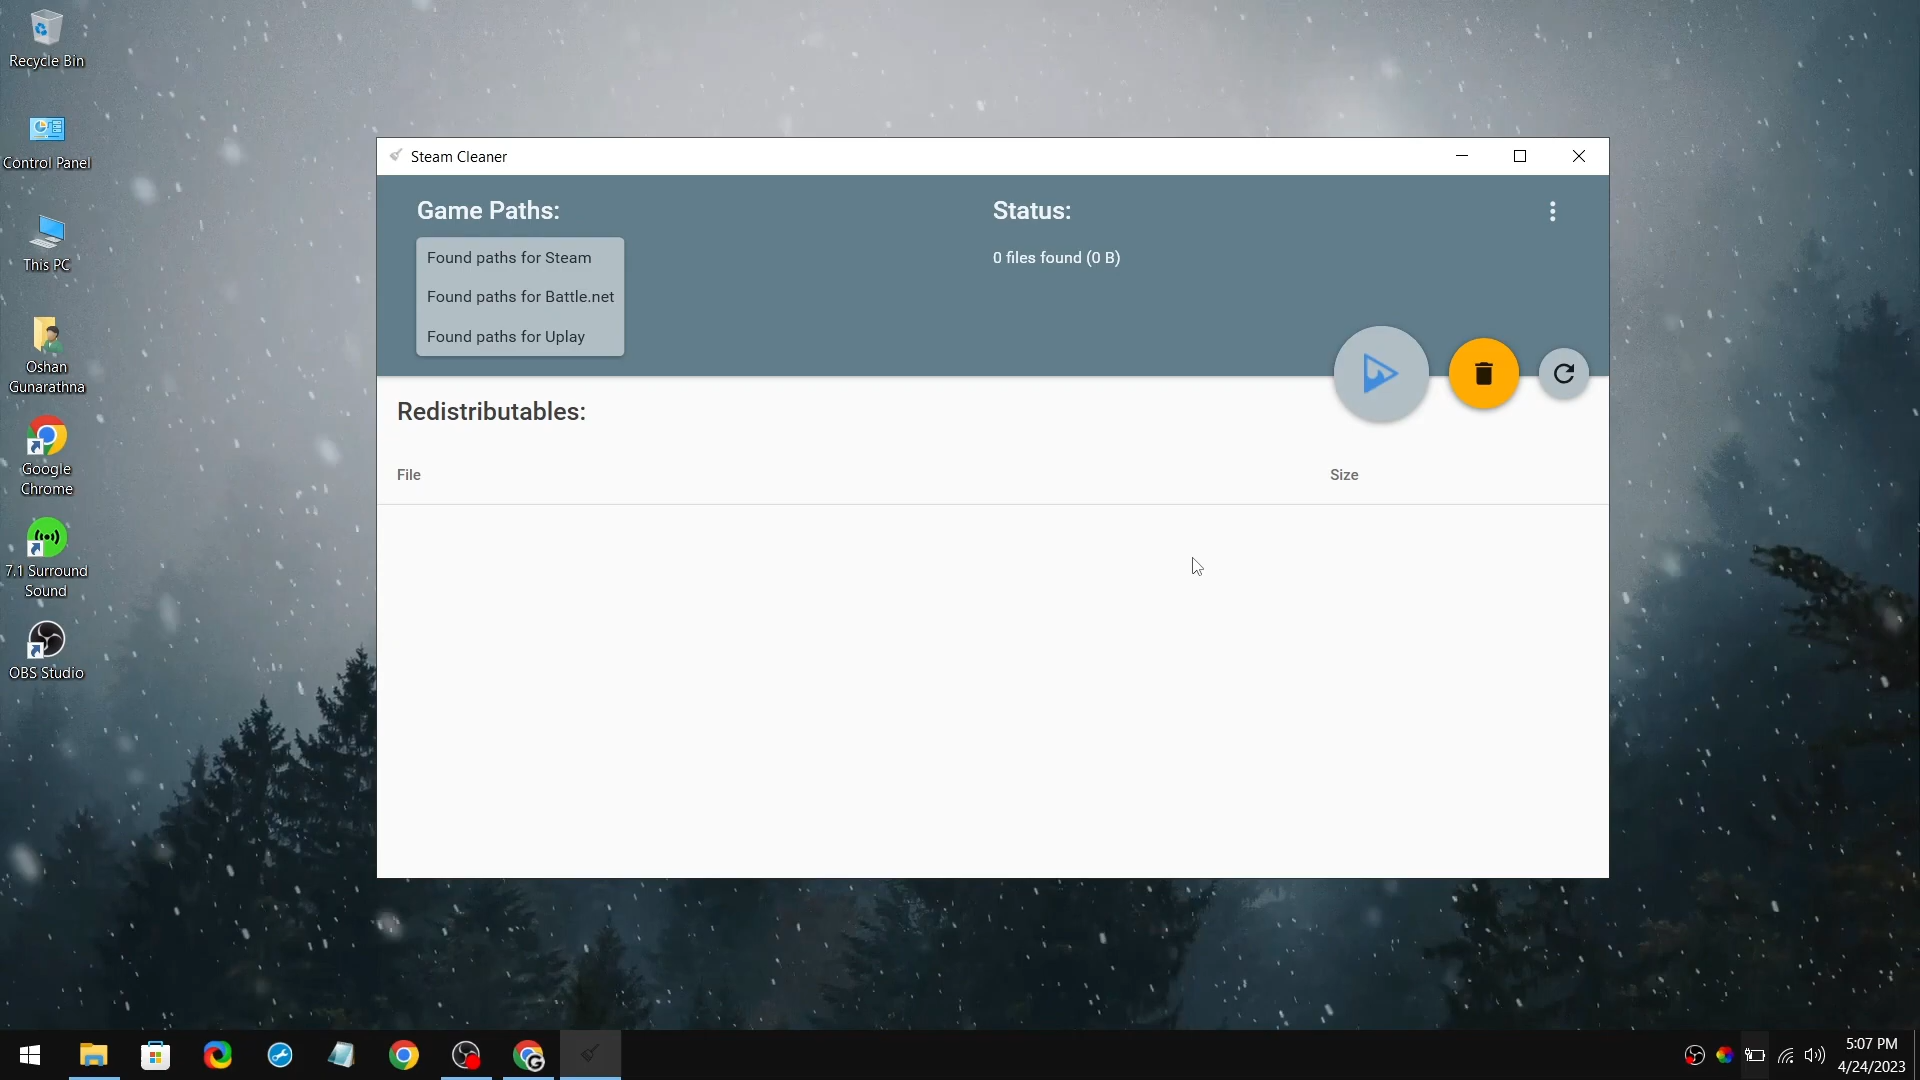 Recycle Bin
Control Panel
This PC
Oshan
Gunarathna
Google
Chrome
7.1 Surround
Sound
OBS Studio
Steam Cleaner
Game Paths:
Found paths for Steam
Found paths for Battle.net
Found paths for Uplay
Status:
0 files found (0 B)
Redistributables:
File
Size
5:07 PM
4/24/2023